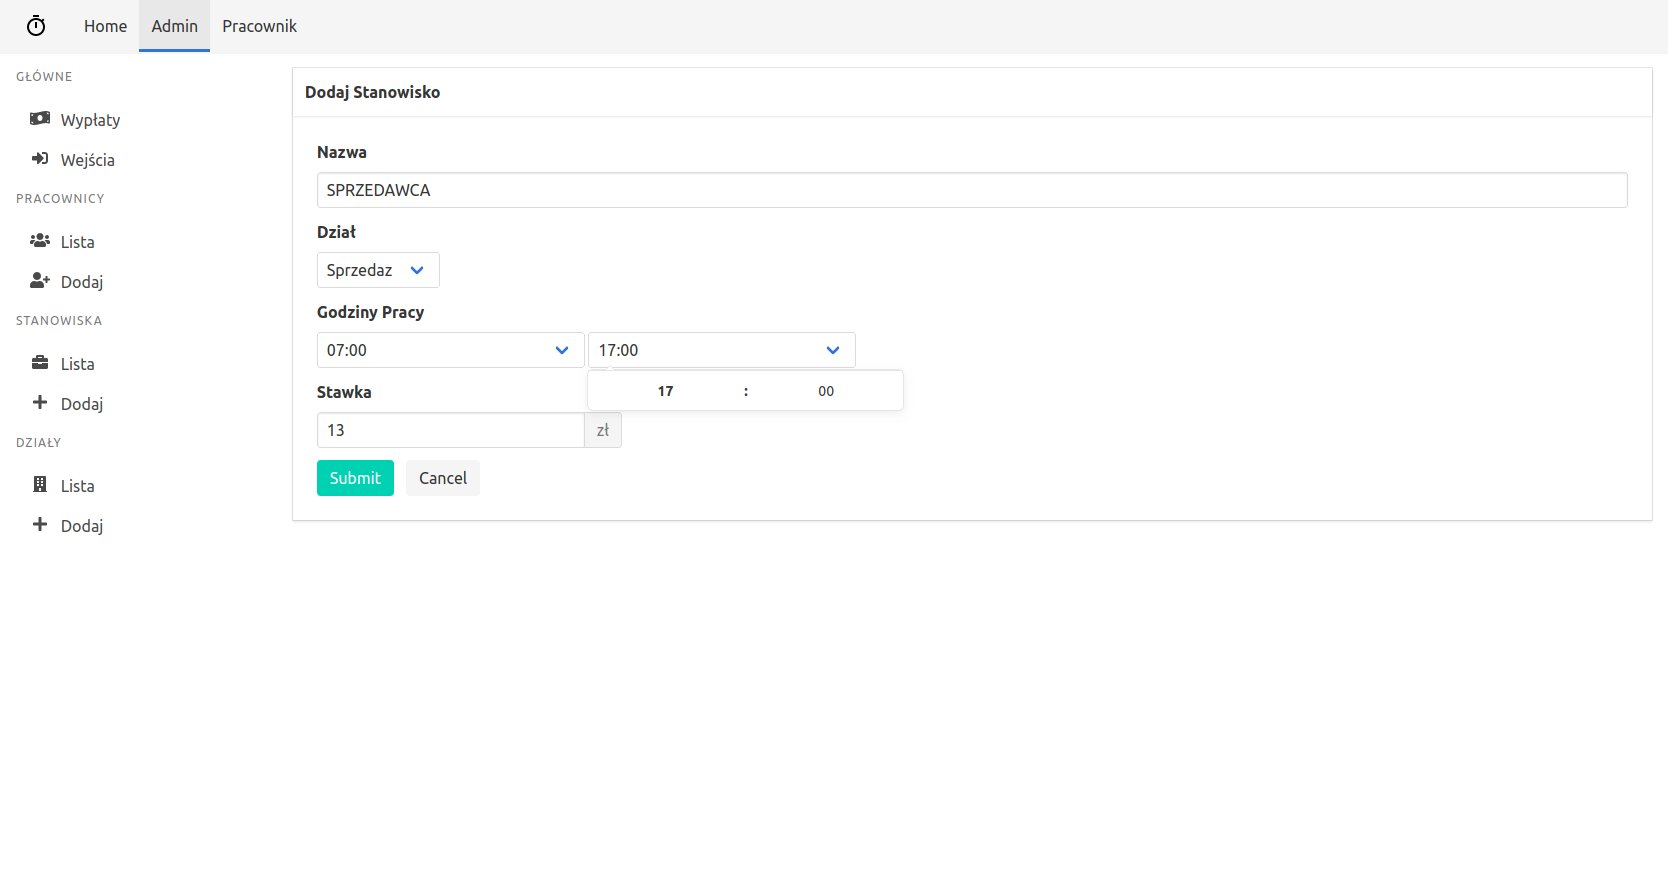 Home Admin Pracownik
GŁÓWNE
Wypłaty
Wejścia
PRACOWNICY
Lista
Dodaj
STANOWISKA
Lista
Dodaj
DZIAŁY
Lista
Dodaj
Dodaj Stanowisko
Nazwa
SPRZEDAWCA
Dział
Sprzedaz
Godziny Pracy
07:00 17:00
17 : 00
Stawka
13 zł
Submit Cancel